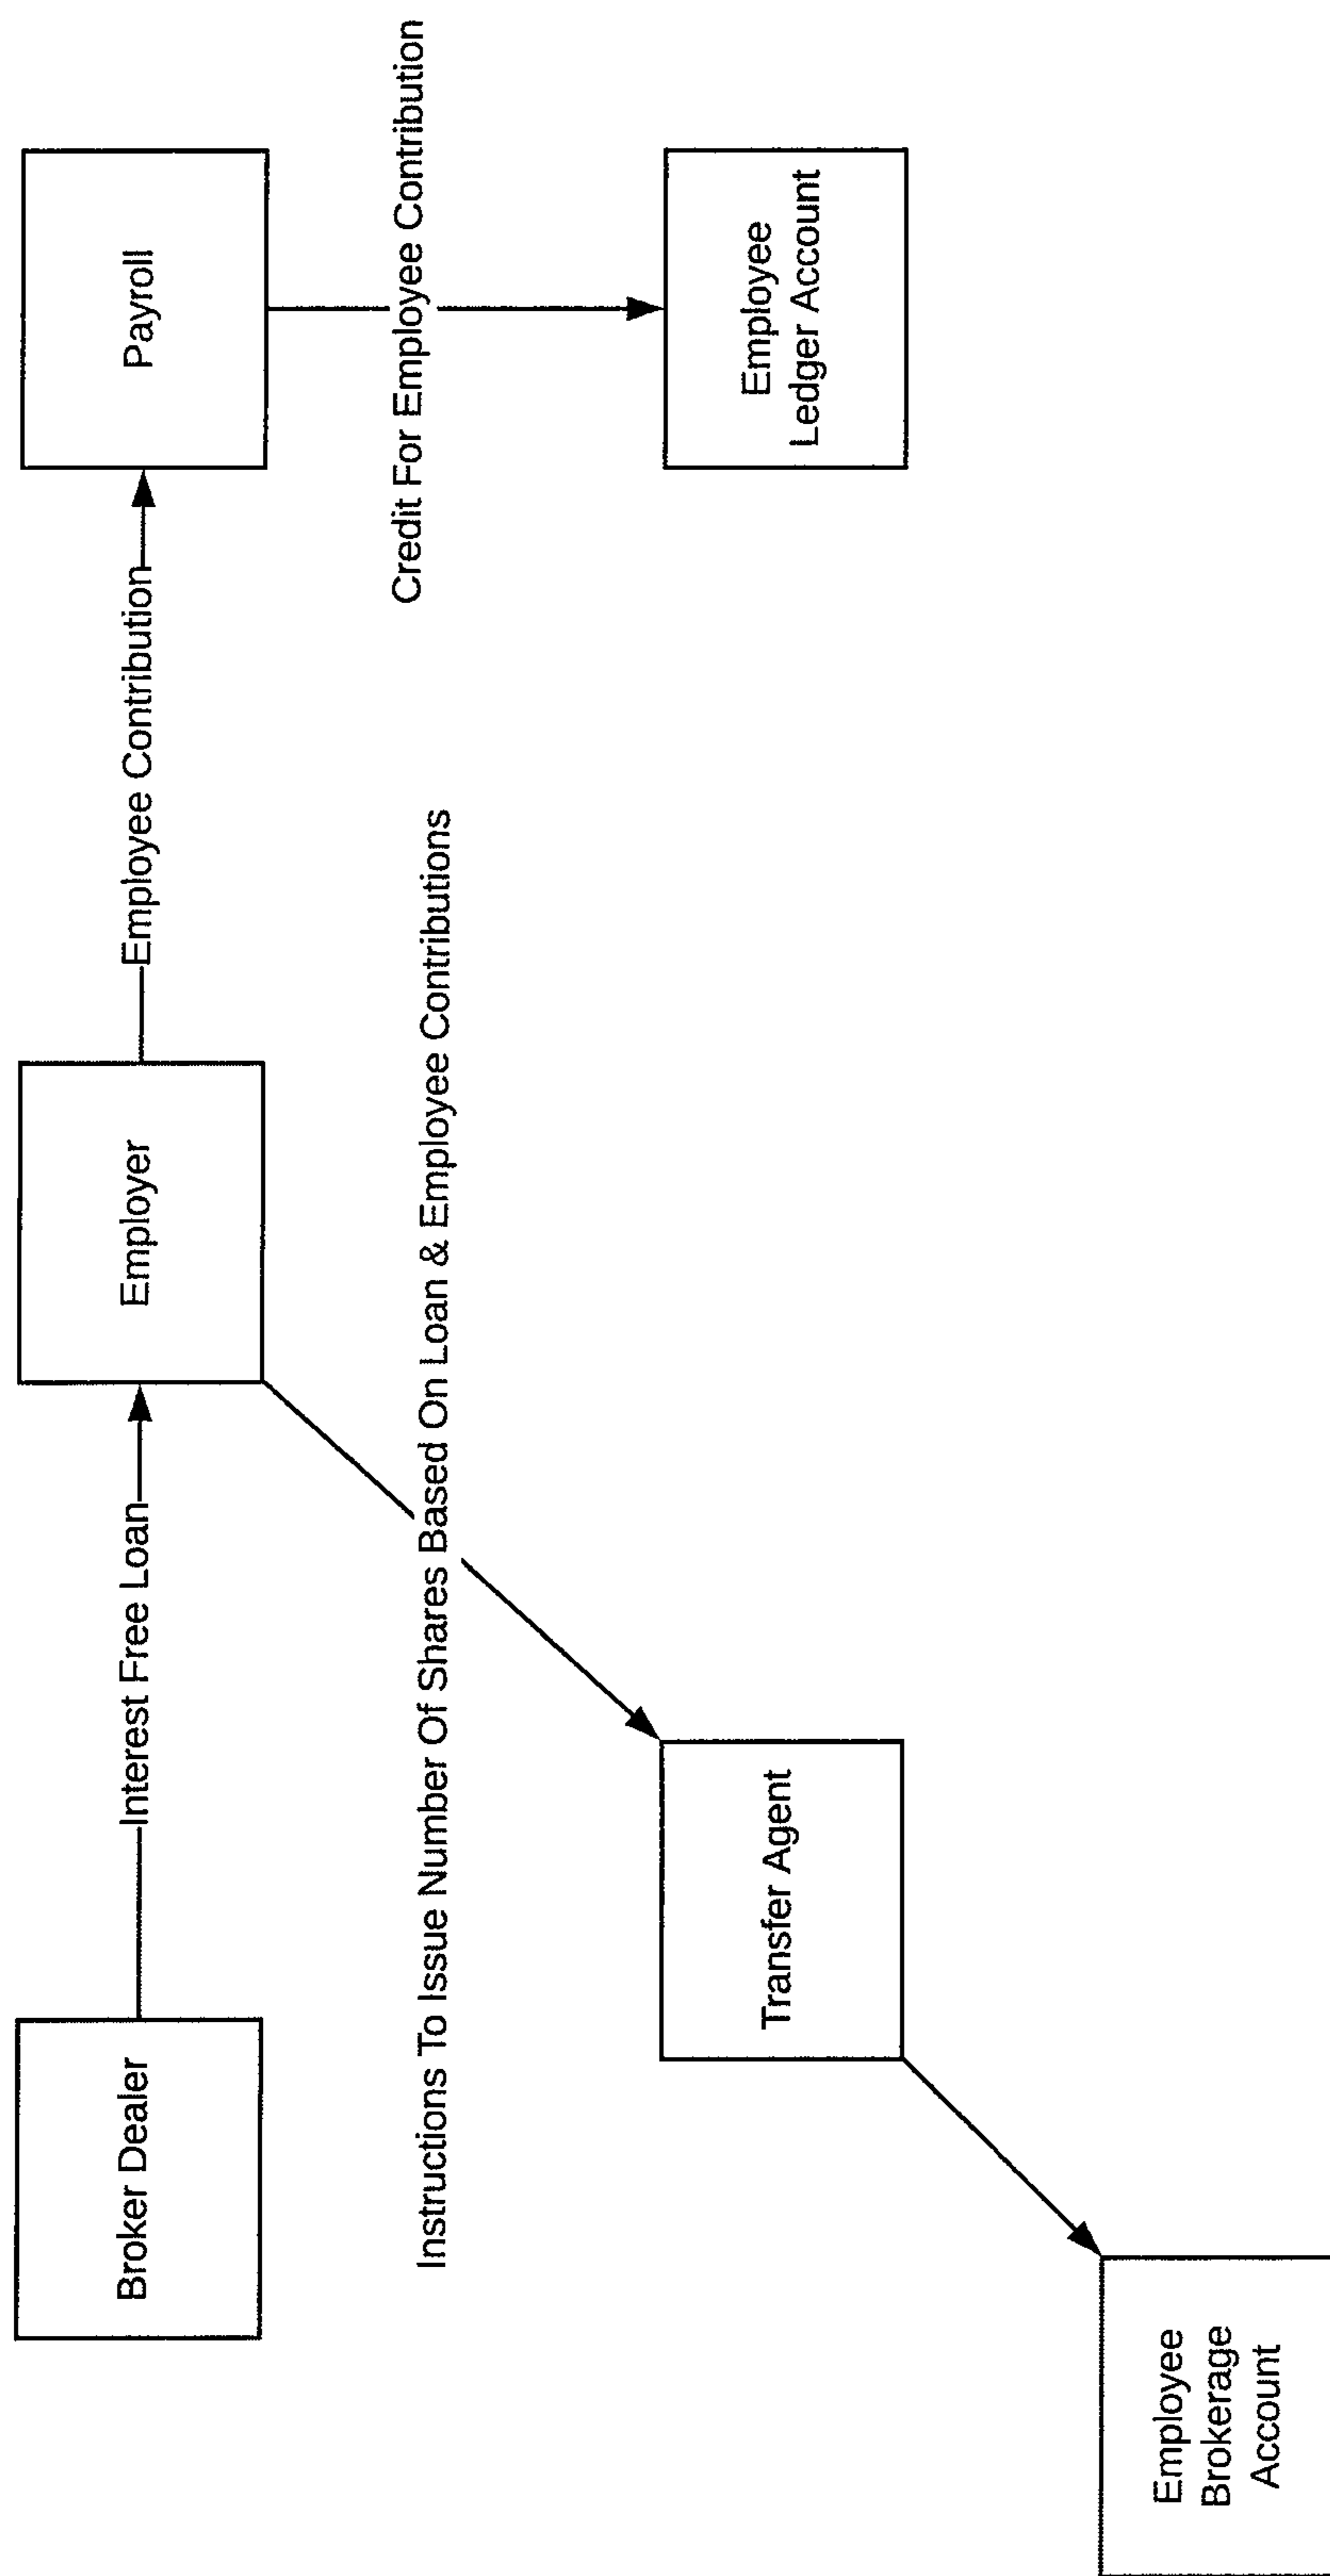 Broker Dealer
Interest Free Loan
Employer
Employee Contribution
Payroll
Instructions To Issue Number Of Shares Based On Loan & Employee Contributions
Credit For Employee Contribution
Transfer Agent
Employee
Ledger Account
Employee
Brokerage
Account